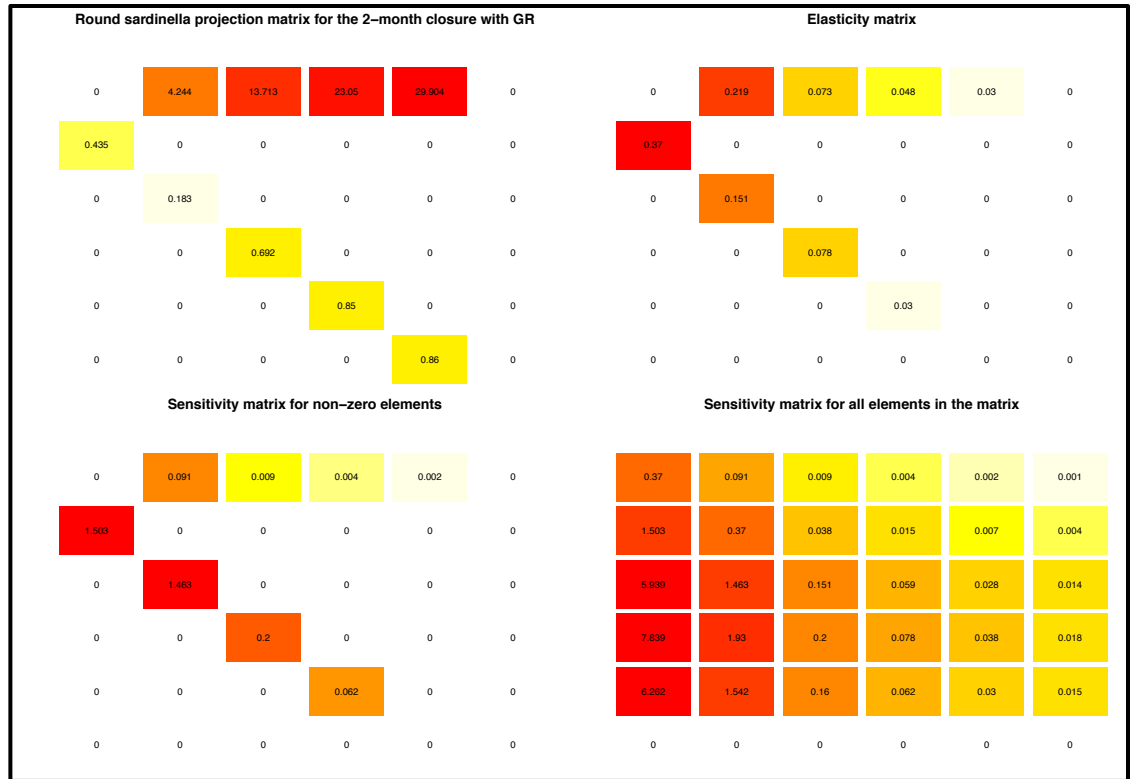 Round sardinella projection matrix for the 2−month closure with GR
0 4.244 13.713 23.05 29.904 0
0.435 0 0 0 0 0
0 0.183 0 0 0 0
0 0 0.692 0 0 0
0 0 0 0.85 0 0
0 0 0 0 0.86 0
Elasticity matrix
0 0.219 0.073 0.048 0.03 0
0.37 0 0 0 0 0
0 0.151 0 0 0 0
0 0 0.078 0 0 0
0 0 0 0.03 0 0
0 0 0 0 0 0
Sensitivity matrix for non−zero elements
0 0.091 0.009 0.004 0.002 0
1.503 0 0 0 0 0
0 1.463 0 0 0 0
0 0 0.2 0 0 0
0 0 0 0.062 0 0
0 0 0 0 0 0
Sensitivity matrix for all elements in the matrix
0.37 0.091 0.009 0.004 0.002 0.001
1.503 0.37 0.038 0.015 0.007 0.004
5.939 1.463 0.151 0.059 0.028 0.014
7.839 1.93 0.2 0.078 0.038 0.018
6.262 1.542 0.16 0.062 0.03 0.015
0 0 0 0 0 0